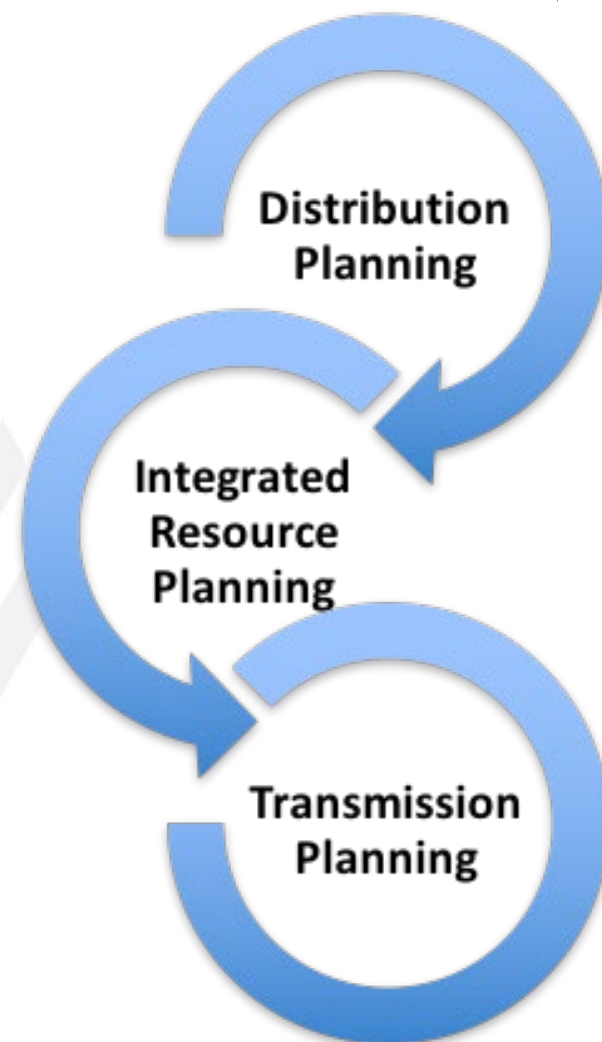 Distribution
Planning
Integrated
Resource
Planning
Transmission
Planning